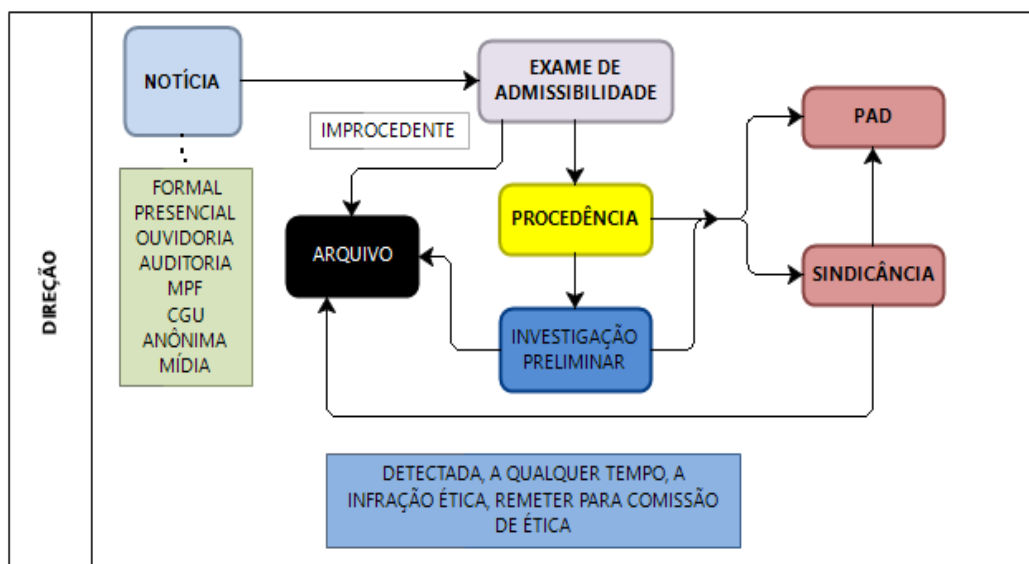 DIREÇÃO
NOTÍCIA
EXAME DE
ADMISSIBILIDADE
PAD
IMPROCEDENTE
FORMAL
PRESENCIAL
OUVIDORIA
AUDITORIA
MPF
CGU
ANÔNIMA
MÍDIA
PROCEDÊNCIA
ARQUIVO
SINDICÂNCIA
INVESTIGAÇÃO
PRELIMINAR
DETECTADA, A QUALQUER TEMPO, A
INFRAÇÃO ÉTICA, REMETER PARA COMISSÃO
DE ÉTICA